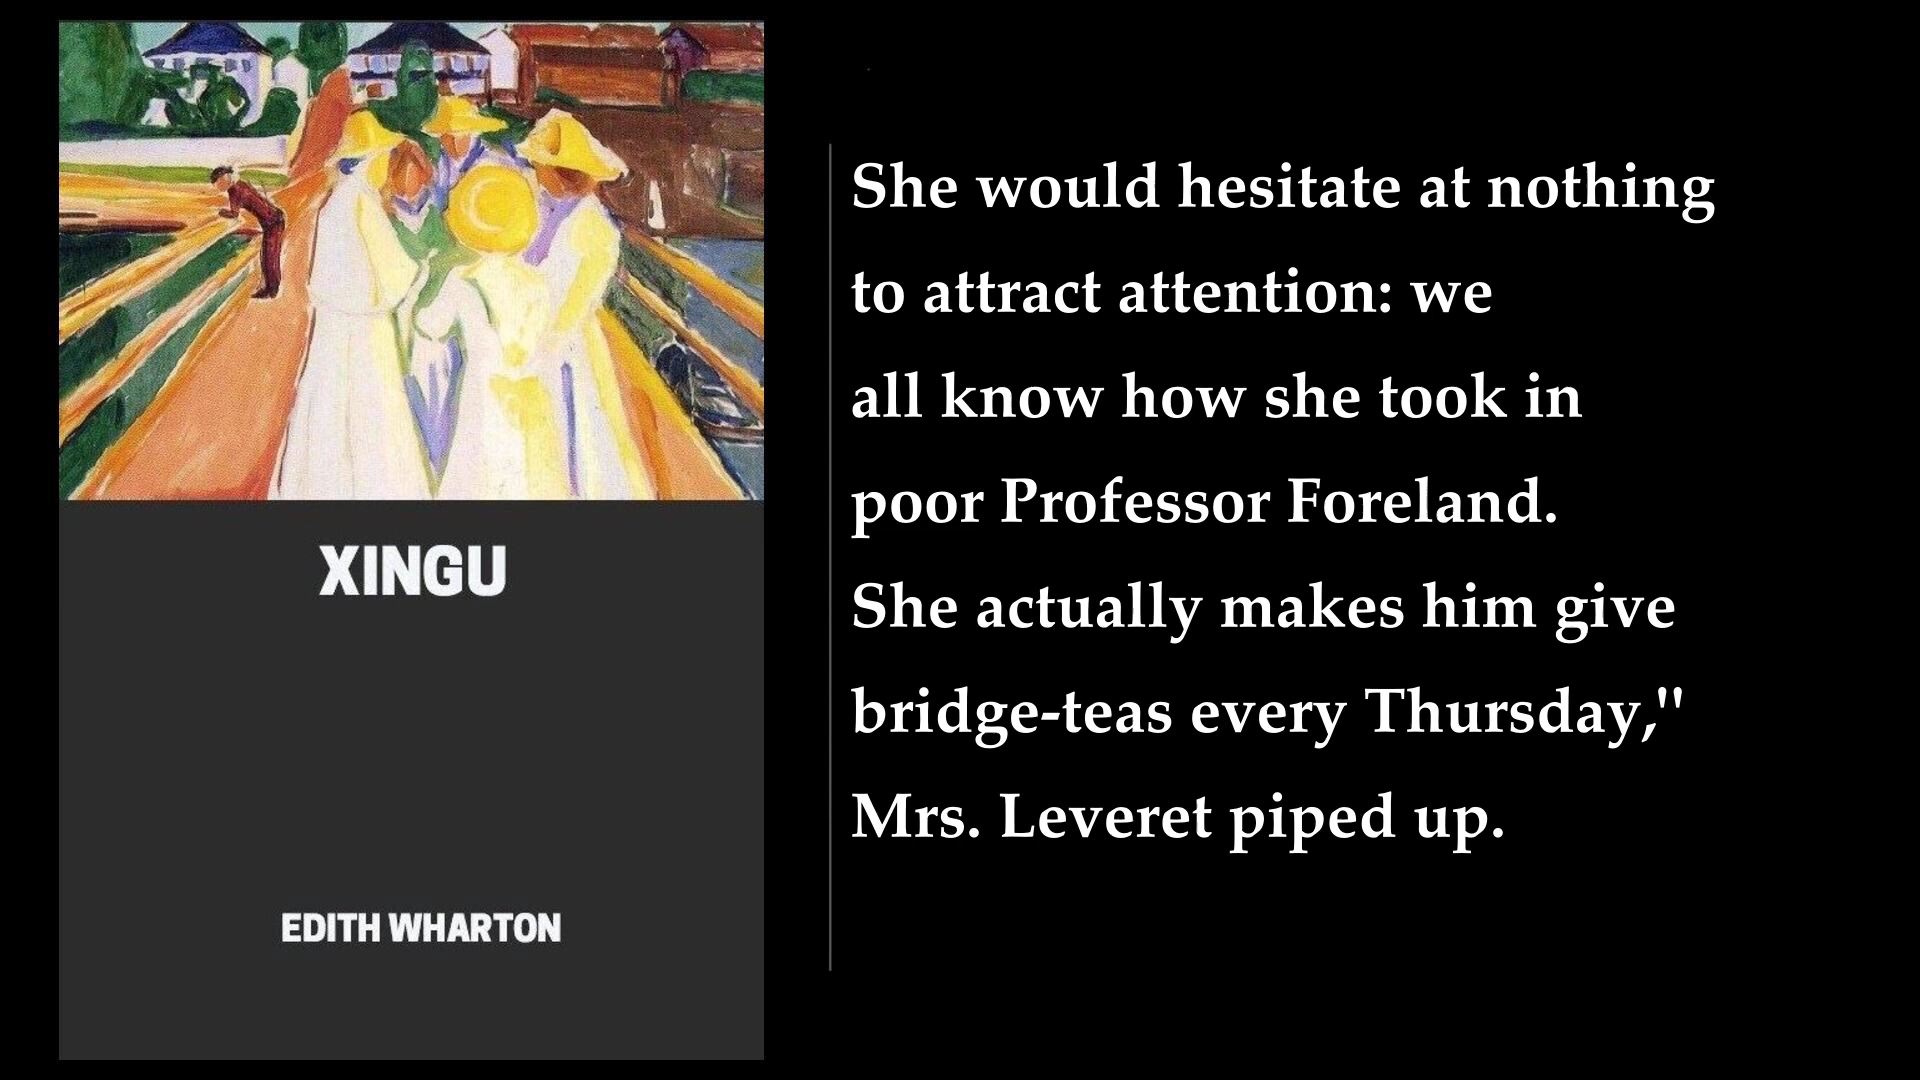 XINGU
EDITH WHARTON
She would hesitate at nothing
to attract attention: we
all know how she took in
poor Professor Foreland.
She actually makes him give
bridge-teas every Thursday,"
Mrs. Leveret piped up.